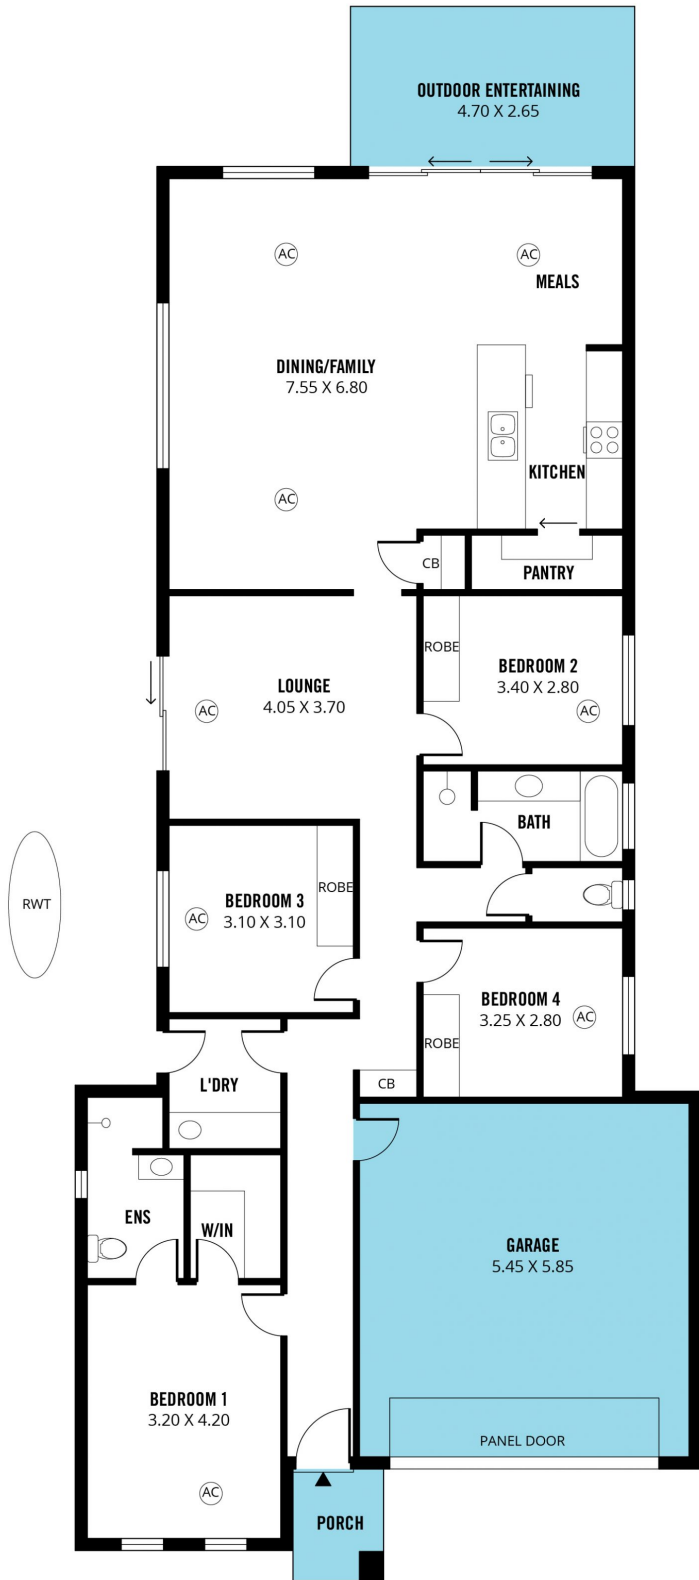 OUTDOOR ENTERTAINING
4.70 X 2.65
AC
AC
MEALS
DINING/FAMILY
7.55 X 6.80
KITCHEN
AC
CB
PANTRY
ROBE
BEDROOM 2
3.40 X 2.80
LOUNGE
4.05 X 3.70
AC
AC
BATH
RWT
ROBE
BEDROOM 3
3.10 X 3.10
AC
BEDROOM 4
3.25 X 2.80
AC
ROBE
L'DRY
CB
ENS
W/IN
GARAGE
5.45 X 5.85
BEDROOM 1
3.20 X 4.20
PANEL DOOR
AC
PORCH